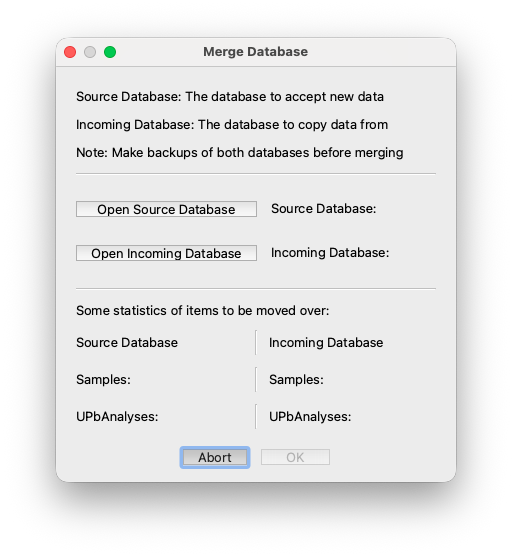 Merge Database
Source Database: The database to accept new data
Incoming Database: The database to copy data from
Note: Make backups of both databases before merging
Open Source Database Source Database:
Open Incoming Database Incoming Database:
Some statistics of items to be moved over:
Source Database Incoming Database
Samples: Samples:
UPbAnalyses: UPbAnalyses:
Abort OK